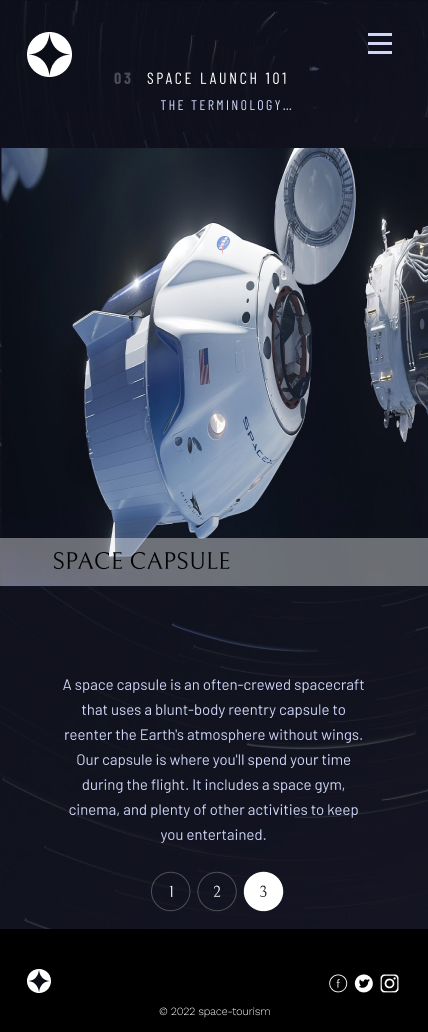 03 SPACE LAUNCH 101
THE TERMINOLOGY...
NASA
SPACEX
SPACE CAPSULE
A space capsule is an often-crewed spacecraft
that uses a blunt-body reentry capsule to
reenter the Earth's atmosphere without wings.
Our capsule is where you'll spend your time
during the flight. It includes a space gym,
cinema, and plenty of other activities to keep
you entertained.
1 2 3
© 2022 space-tourism